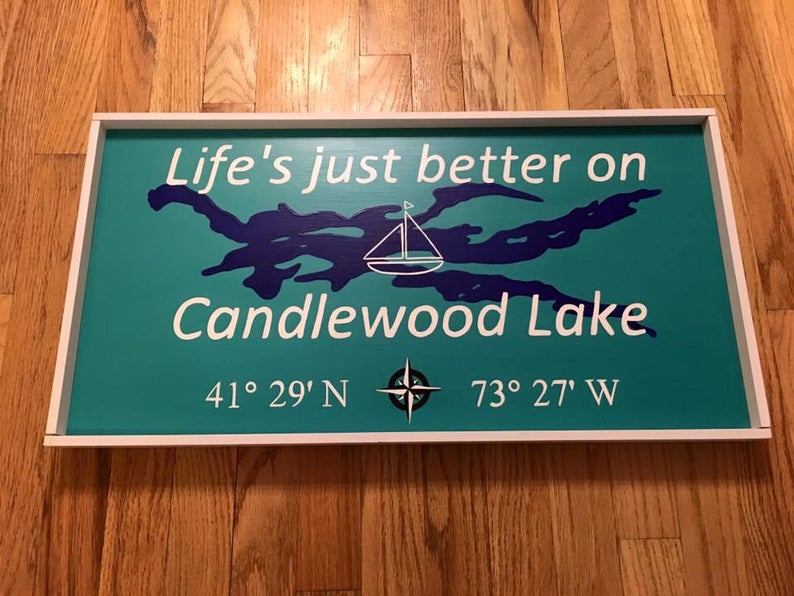 Life's just better on
Candlewood Lake
41° 29' N 73° 27' W